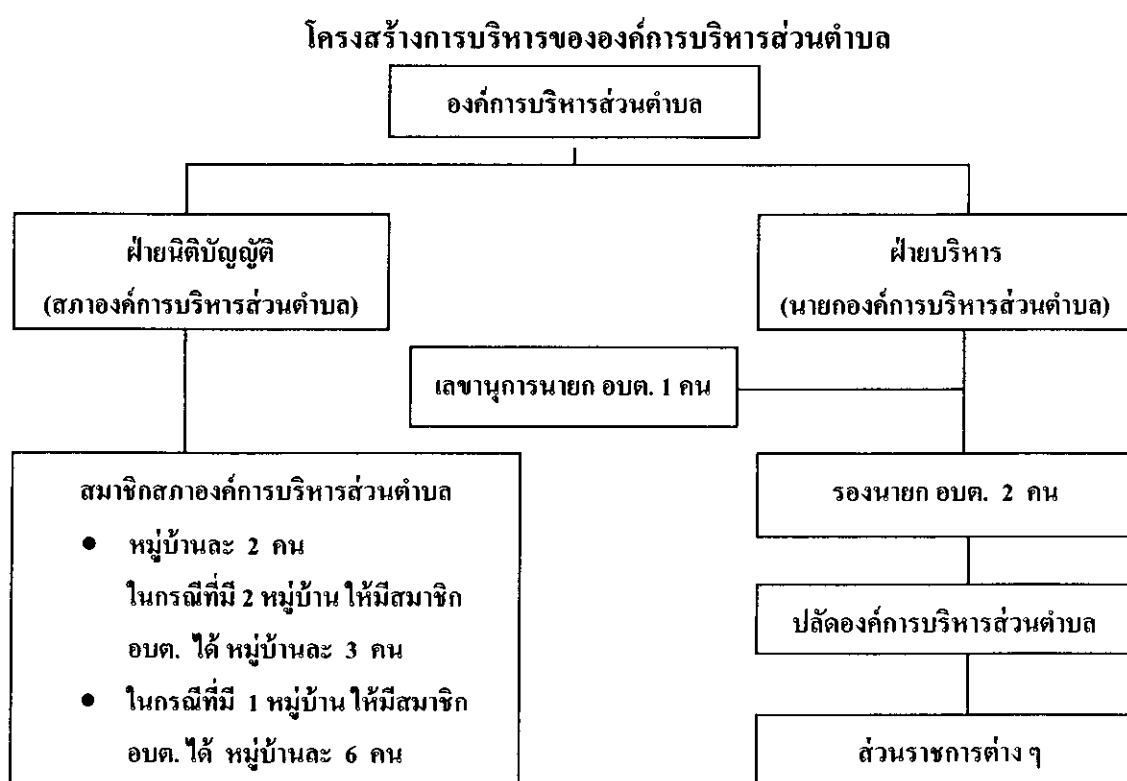 โครงสร้างการบริหารขององค์การบริหารส่วนตำบล
องค์การบริหารส่วนตำบล
ฝ่ายนิติบัญญัติ
(สภาองค์การบริหารส่วนตำบล)
ฝ่ายบริหาร
(นายกองค์การบริหารส่วนตำบล)
เลขานุการนายก อบต. 1 คน
สมาชิกสภาองค์การบริหารส่วนตำบล
● หมู่บ้านละ 2 คน
ในกรณีที่มี 2 หมู่บ้าน ให้มีสมาชิก
อบต. ได้ หมู่บ้านละ 3 คน
● ในกรณีที่มี 1 หมู่บ้าน ให้มีสมาชิก
อบต. ได้ หมู่บ้านละ 6 คน
รองนายก อบต. 2 คน
ปลัดองค์การบริหารส่วนตำบล
ส่วนราชการต่าง ๆ